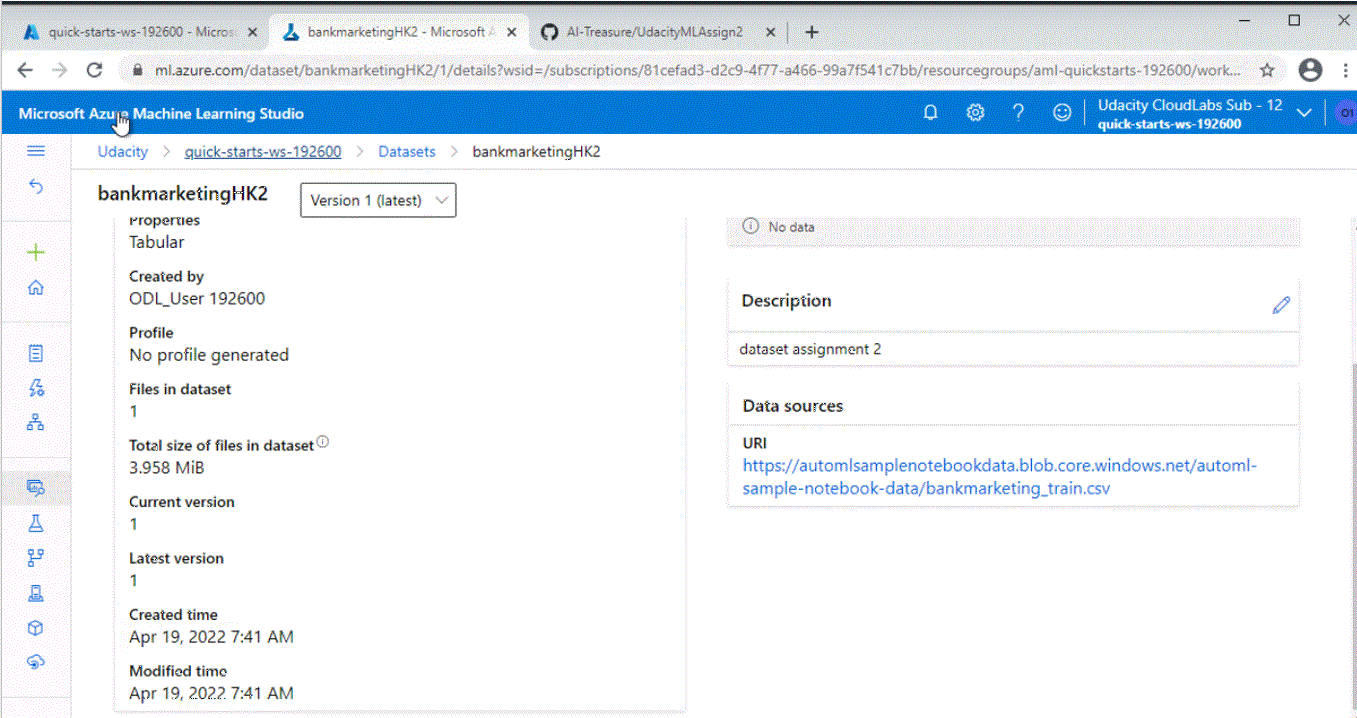 quick-starts-ws-192600 - Micros
bankmarketingHK2 - Microsoft A
AI-Treasure/UdacityMLAssign2
ml.azure.com/dataset/bankmarketingHK2/1/details?wsid=/subscriptions/81cefad3-d2c9-4f77-a466-99a7f541c7bb/resourcegroups/aml-quickstarts-192600/work...
Microsoft Azure Machine Learning Studio
Udacity CloudLabs Sub - 12
quick-starts-ws-192600
Udacity > quick-starts-ws-192600 > Datasets > bankmarketingHK2
bankmarketingHK2
Version 1 (latest)
Properties
Tabular
Created by
ODL_User 192600
Profile
No profile generated
Files in dataset
1
Total size of files in dataset
3.958 MiB
Current version
1
Latest version
1
Created time
Apr 19, 2022 7:41 AM
Modified time
Apr 19, 2022 7:41 AM
No data
Description
dataset assignment 2
Data sources
URI
https://automlsamplenotebookdata.blob.core.windows.net/automl-
sample-notebook-data/bankmarketing_train.csv